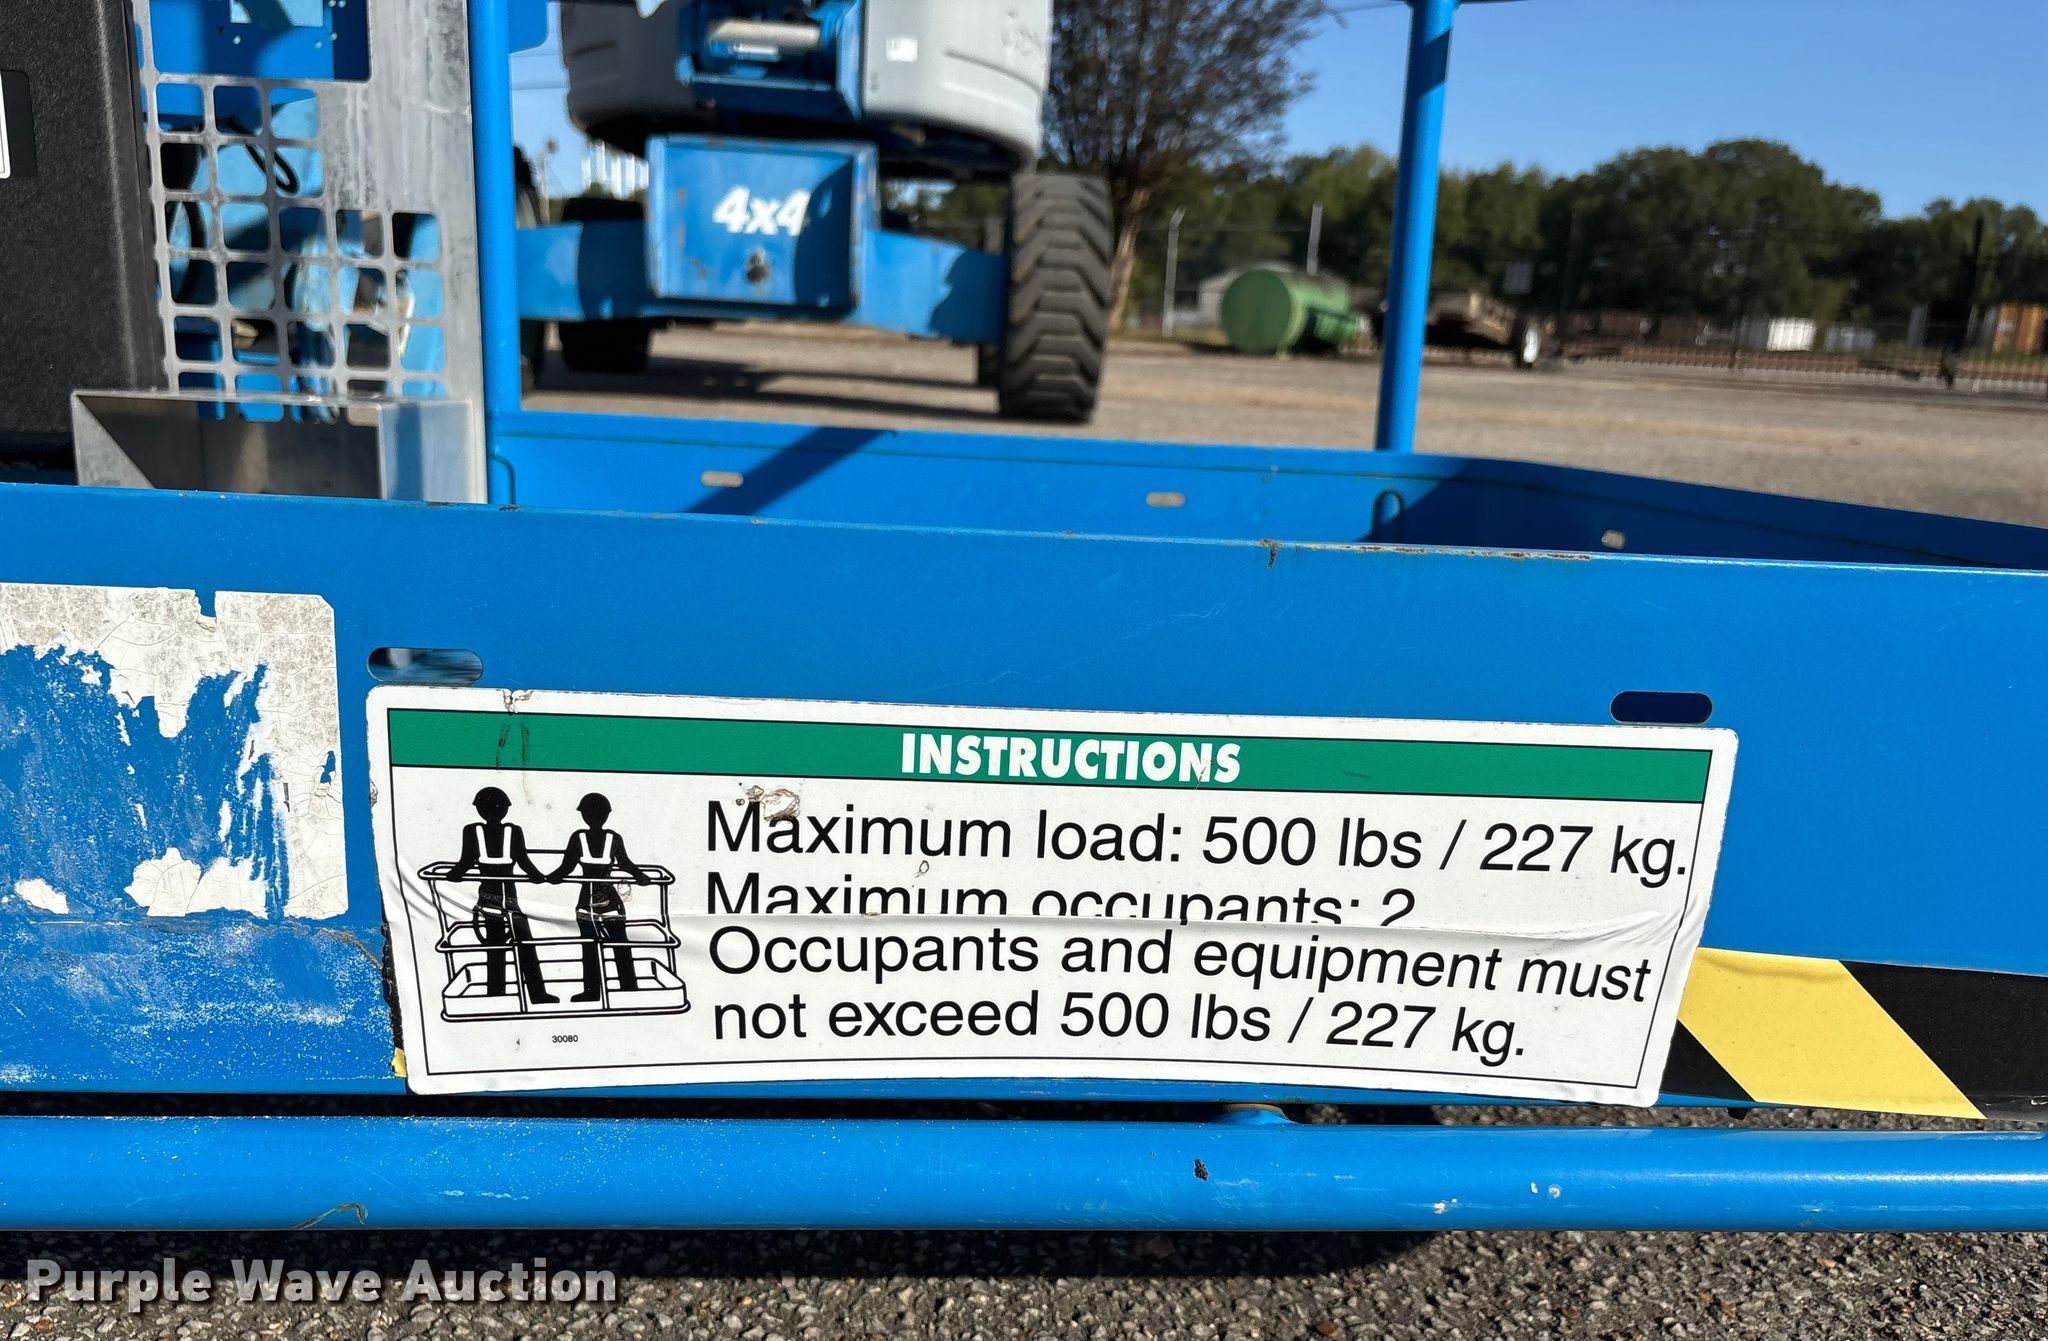 4x4
INSTRUCTIONS
Maximum load: 500 lbs / 227 kg.
Maximum occupants: 2
Occupants and equipment must
not exceed 500 lbs / 227 kg.
30080
Purple Wave Auction